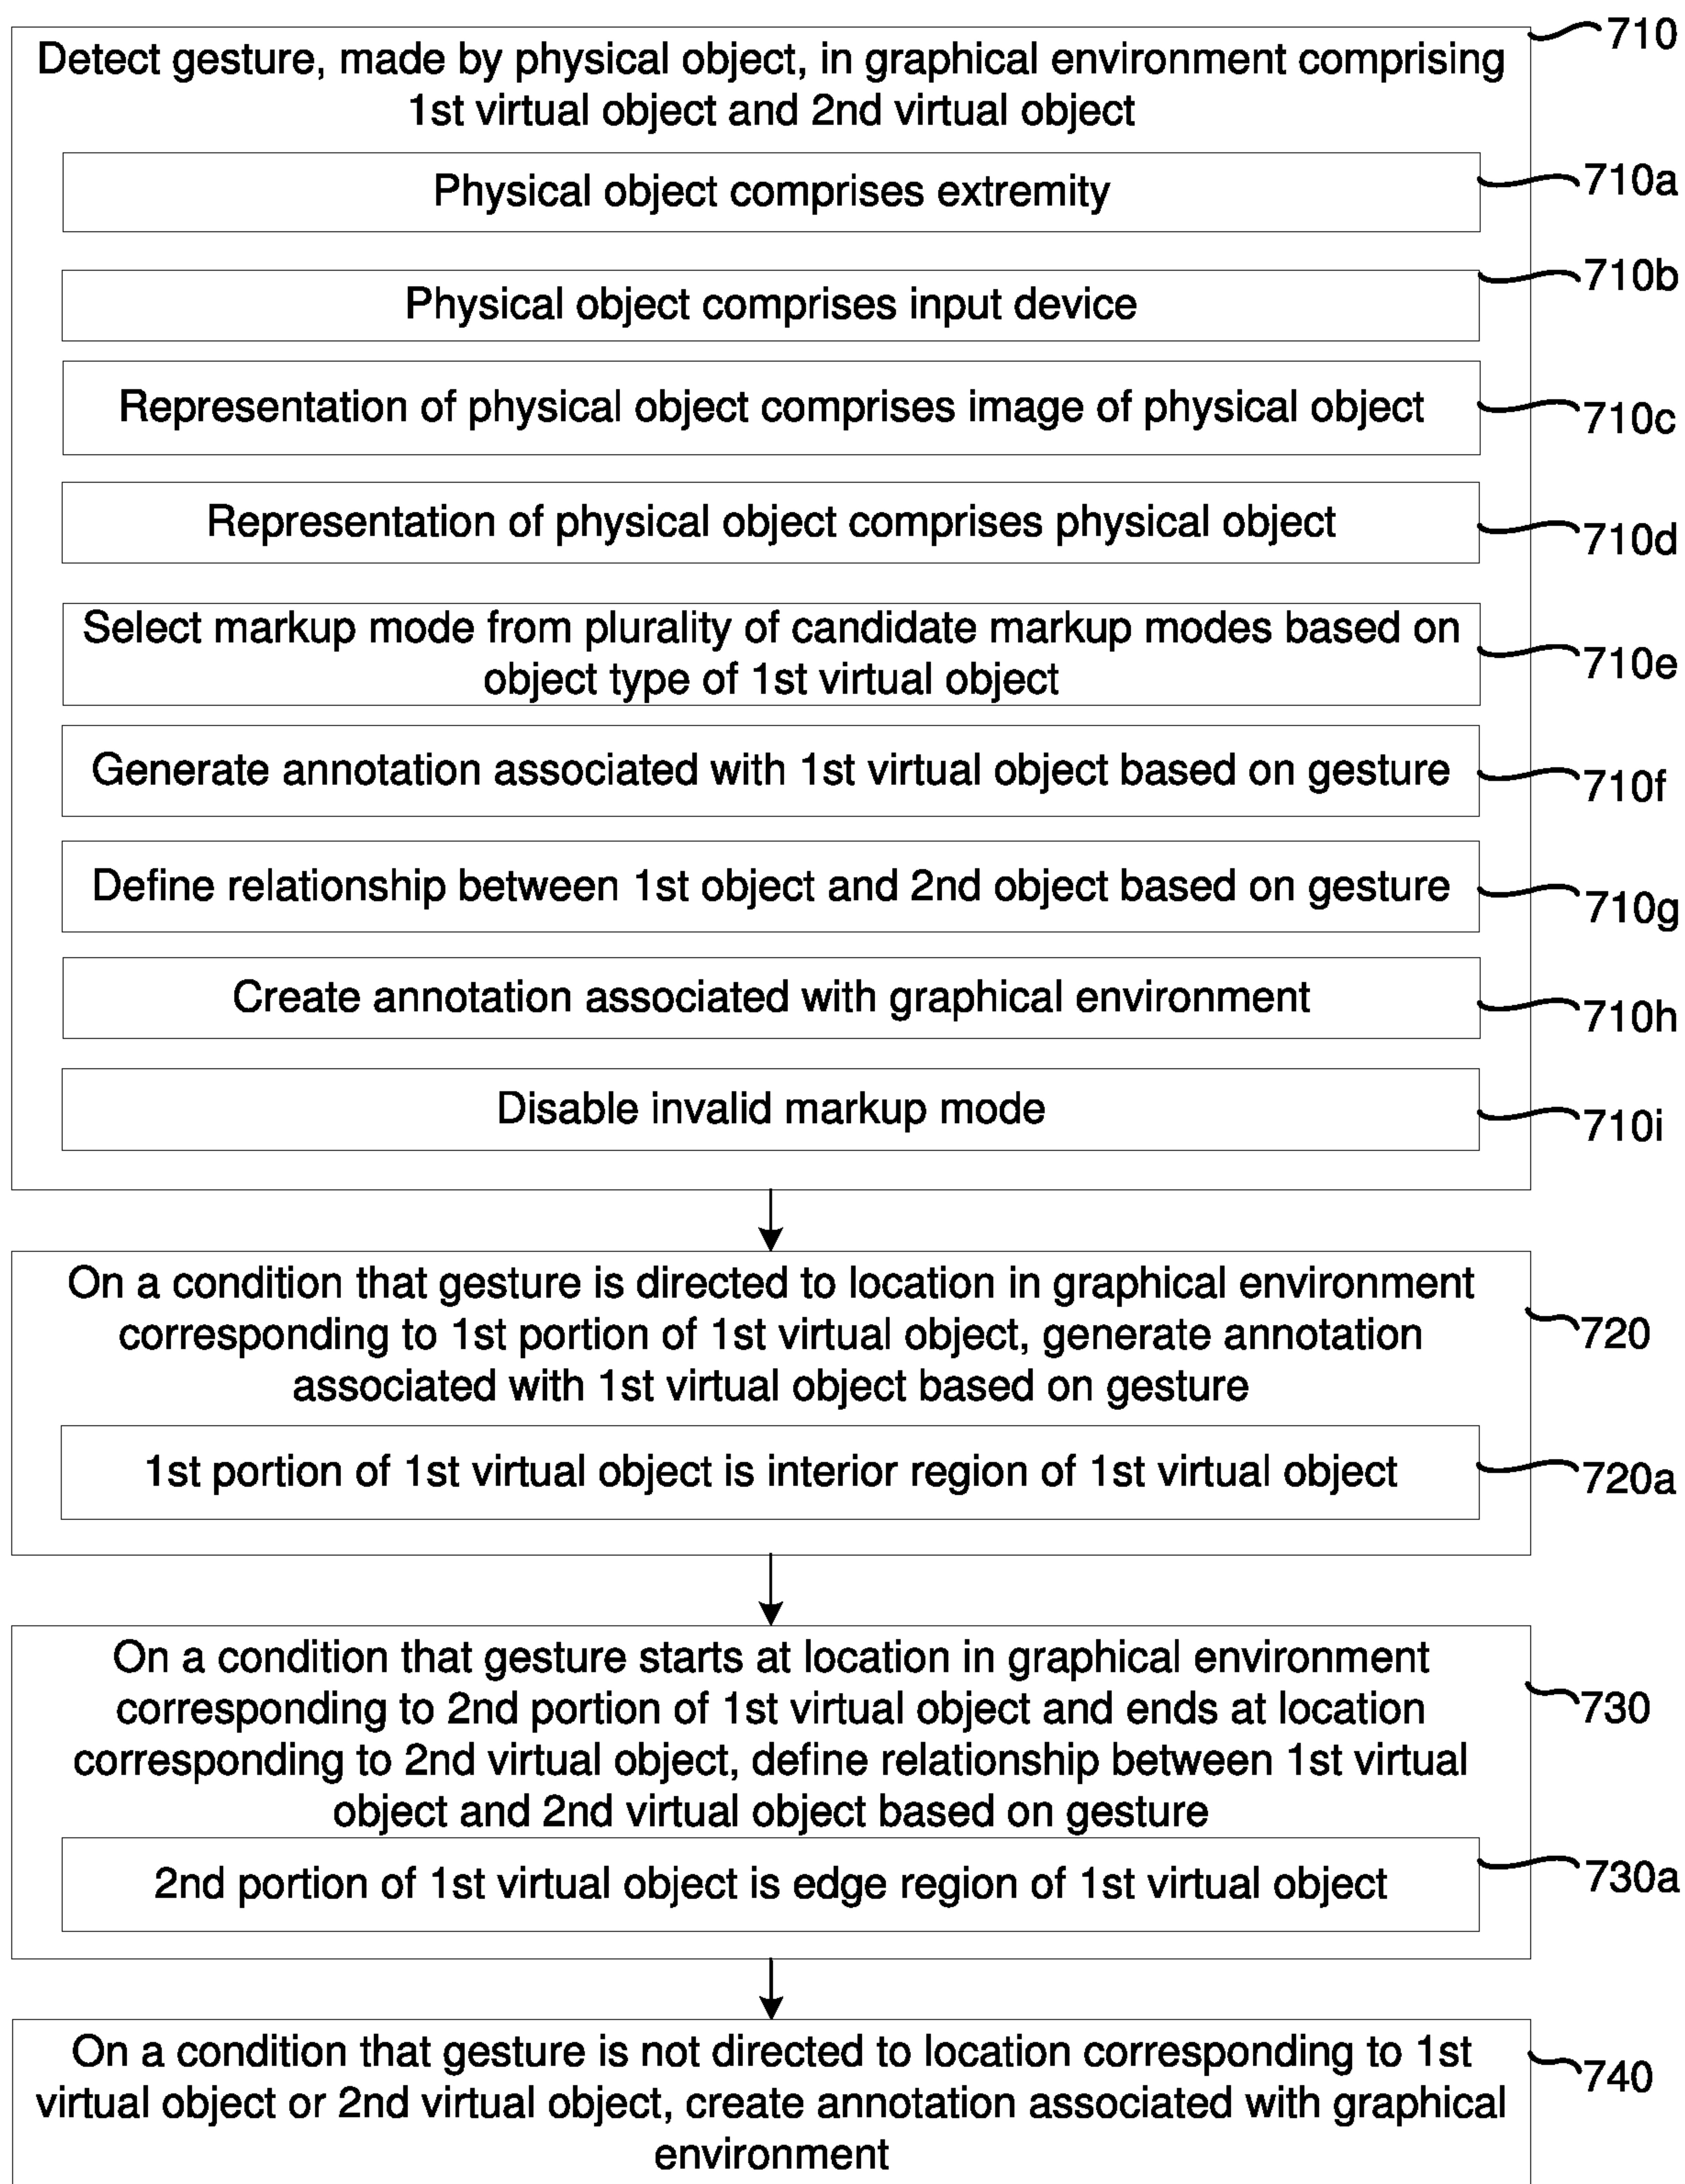 710
Detect gesture, made by physical object, in graphical environment comprising
1st virtual object and 2nd virtual object
Physical object comprises extremity
710a
Physical object comprises input device
710b
Representation of physical object comprises image of physical object
710c
Representation of physical object comprises physical object
710d
Select markup mode from plurality of candidate markup modes based on
object type of 1st virtual object
710e
Generate annotation associated with 1st virtual object based on gesture
710f
Define relationship between 1st object and 2nd object based on gesture
710g
Create annotation associated with graphical environment
710h
Disable invalid markup mode
710i
On a condition that gesture is directed to location in graphical environment
corresponding to 1st portion of 1st virtual object, generate annotation
associated with 1st virtual object based on gesture
720
1st portion of 1st virtual object is interior region of 1st virtual object
720a
On a condition that gesture starts at location in graphical environment
corresponding to 2nd portion of 1st virtual object and ends at location
corresponding to 2nd virtual object, define relationship between 1st virtual
object and 2nd virtual object based on gesture
730
2nd portion of 1st virtual object is edge region of 1st virtual object
730a
On a condition that gesture is not directed to location corresponding to 1st
virtual object or 2nd virtual object, create annotation associated with graphical
environment
740